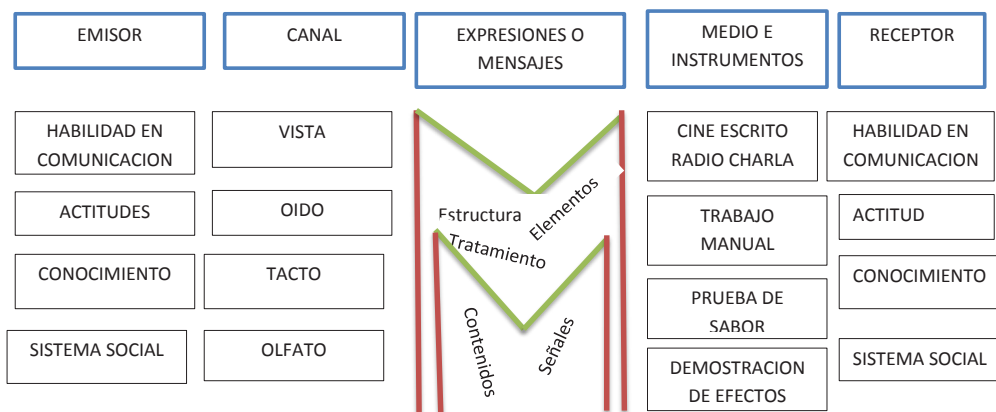 EMISOR
CANAL
EXPRESIONES O
MENSAJES
MEDIO E
INSTRUMENTOS
RECEPTOR
HABILIDAD EN
COMUNICACION
ACTITUDES
CONOCIMIENTO
SISTEMA SOCIAL
VISTA
OIDO
TACTO
OLFATO
Estructura
Elementos
Tratamiento
Contenidos
Señales
CINE ESCRITO
RADIO CHARLA
TRABAJO
MANUAL
PRUEBA DE
SABOR
DEMOSTRACION
DE EFECTOS
HABILIDAD EN
COMUNICACION
ACTITUD
CONOCIMIENTO
SISTEMA SOCIAL